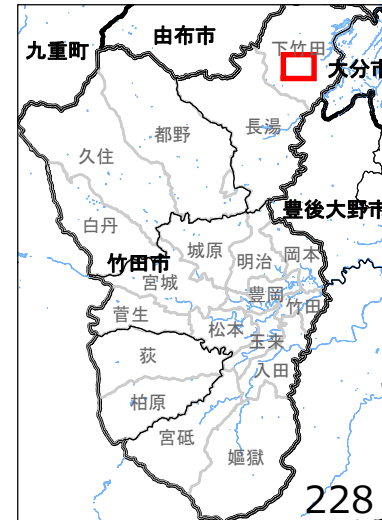 由布市
九重町
下竹田
大分市
長湯
都野
久住
白丹
豊後大野市
城原
岡本
明治
竹田市
宮城
豊岡
竹田
菅生
松本
玉来
荻
入田
柏原
宮砥
嫗獄
228